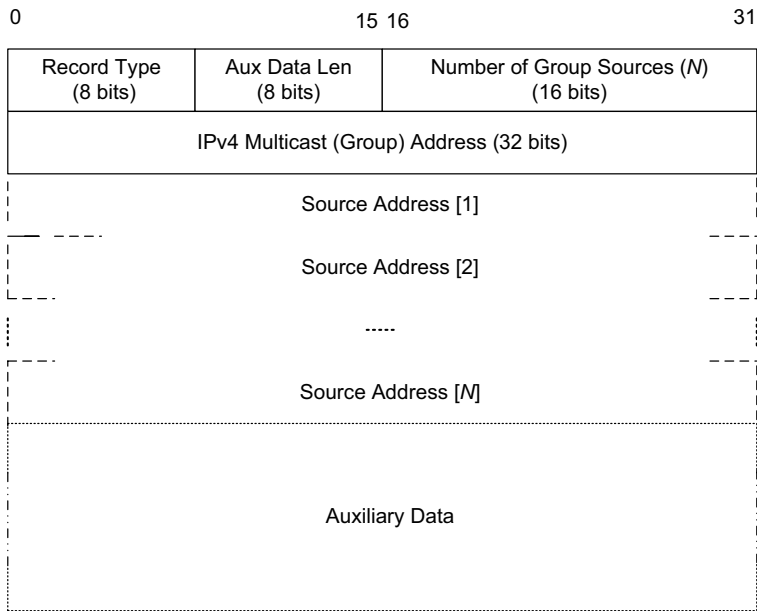 0 15 16 31
Record Type Aux Data Len Number of Group Sources (N)
(8 bits) (8 bits) (16 bits)
IPv4 Multicast (Group) Address (32 bits)
Source Address [1]
Source Address [2]
.....
Source Address [N]
Auxiliary Data